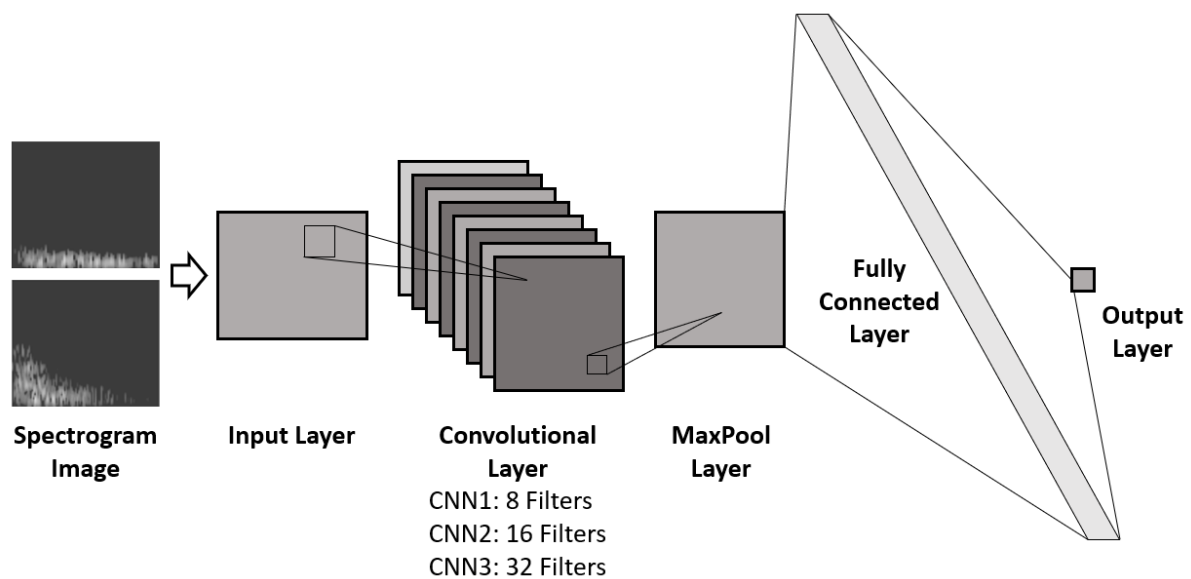 Spectrogram
Image
Input Layer
Convolutional
Layer
CNN1: 8 Filters
CNN2: 16 Filters
CNN3: 32 Filters
MaxPool
Layer
Fully
Connected
Layer
Output
Layer